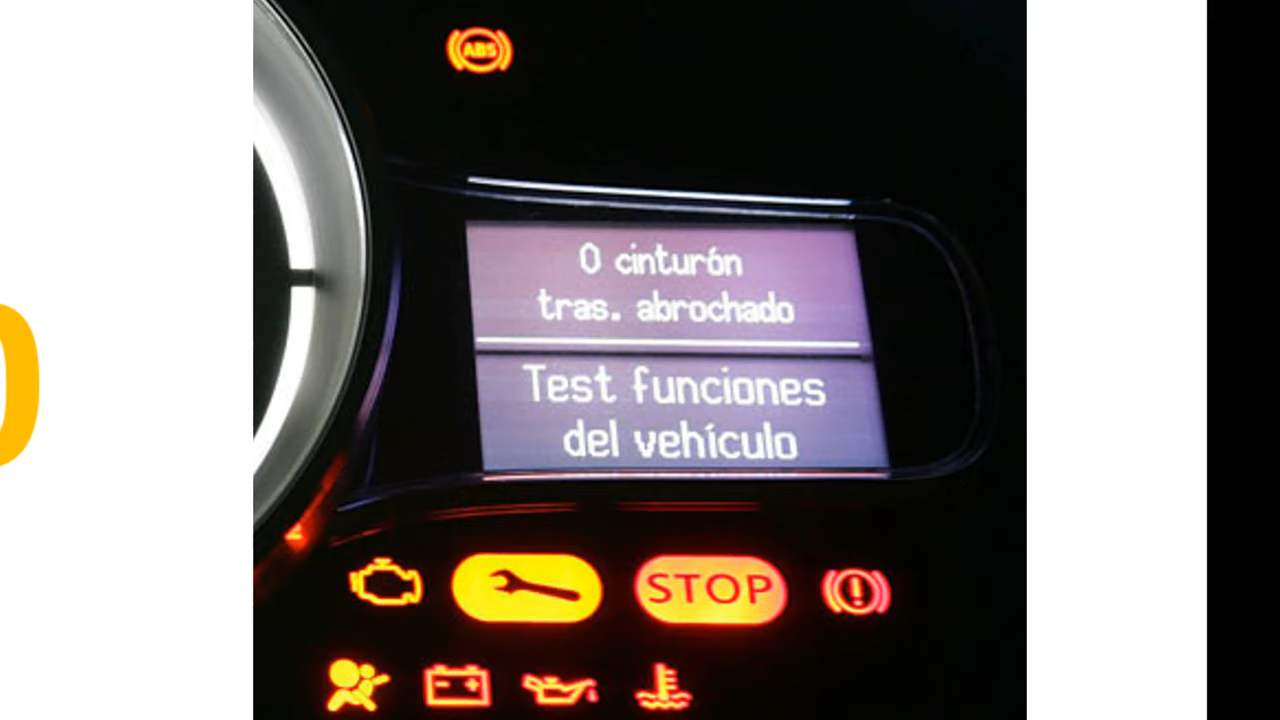 ABS
0 cinturón
tras. abrochado
Test funciones
del vehículo
STOP